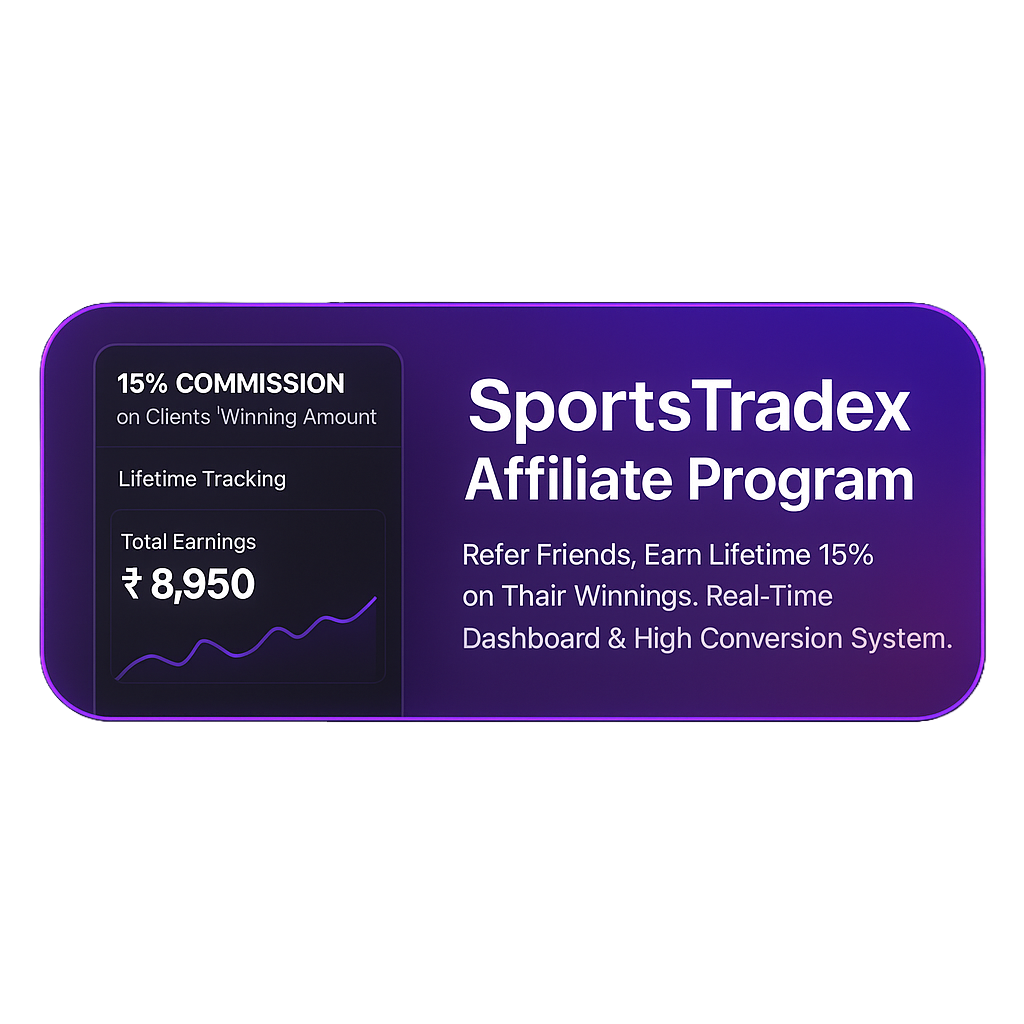 15% COMMISSION
on Clients 'Winning Amount
Lifetime Tracking
Total Earnings
₹ 8,950
SportsTradex
Affiliate Program
Refer Friends, Earn Lifetime 15%
on Thair Winnings. Real-Time
Dashboard & High Conversion System.